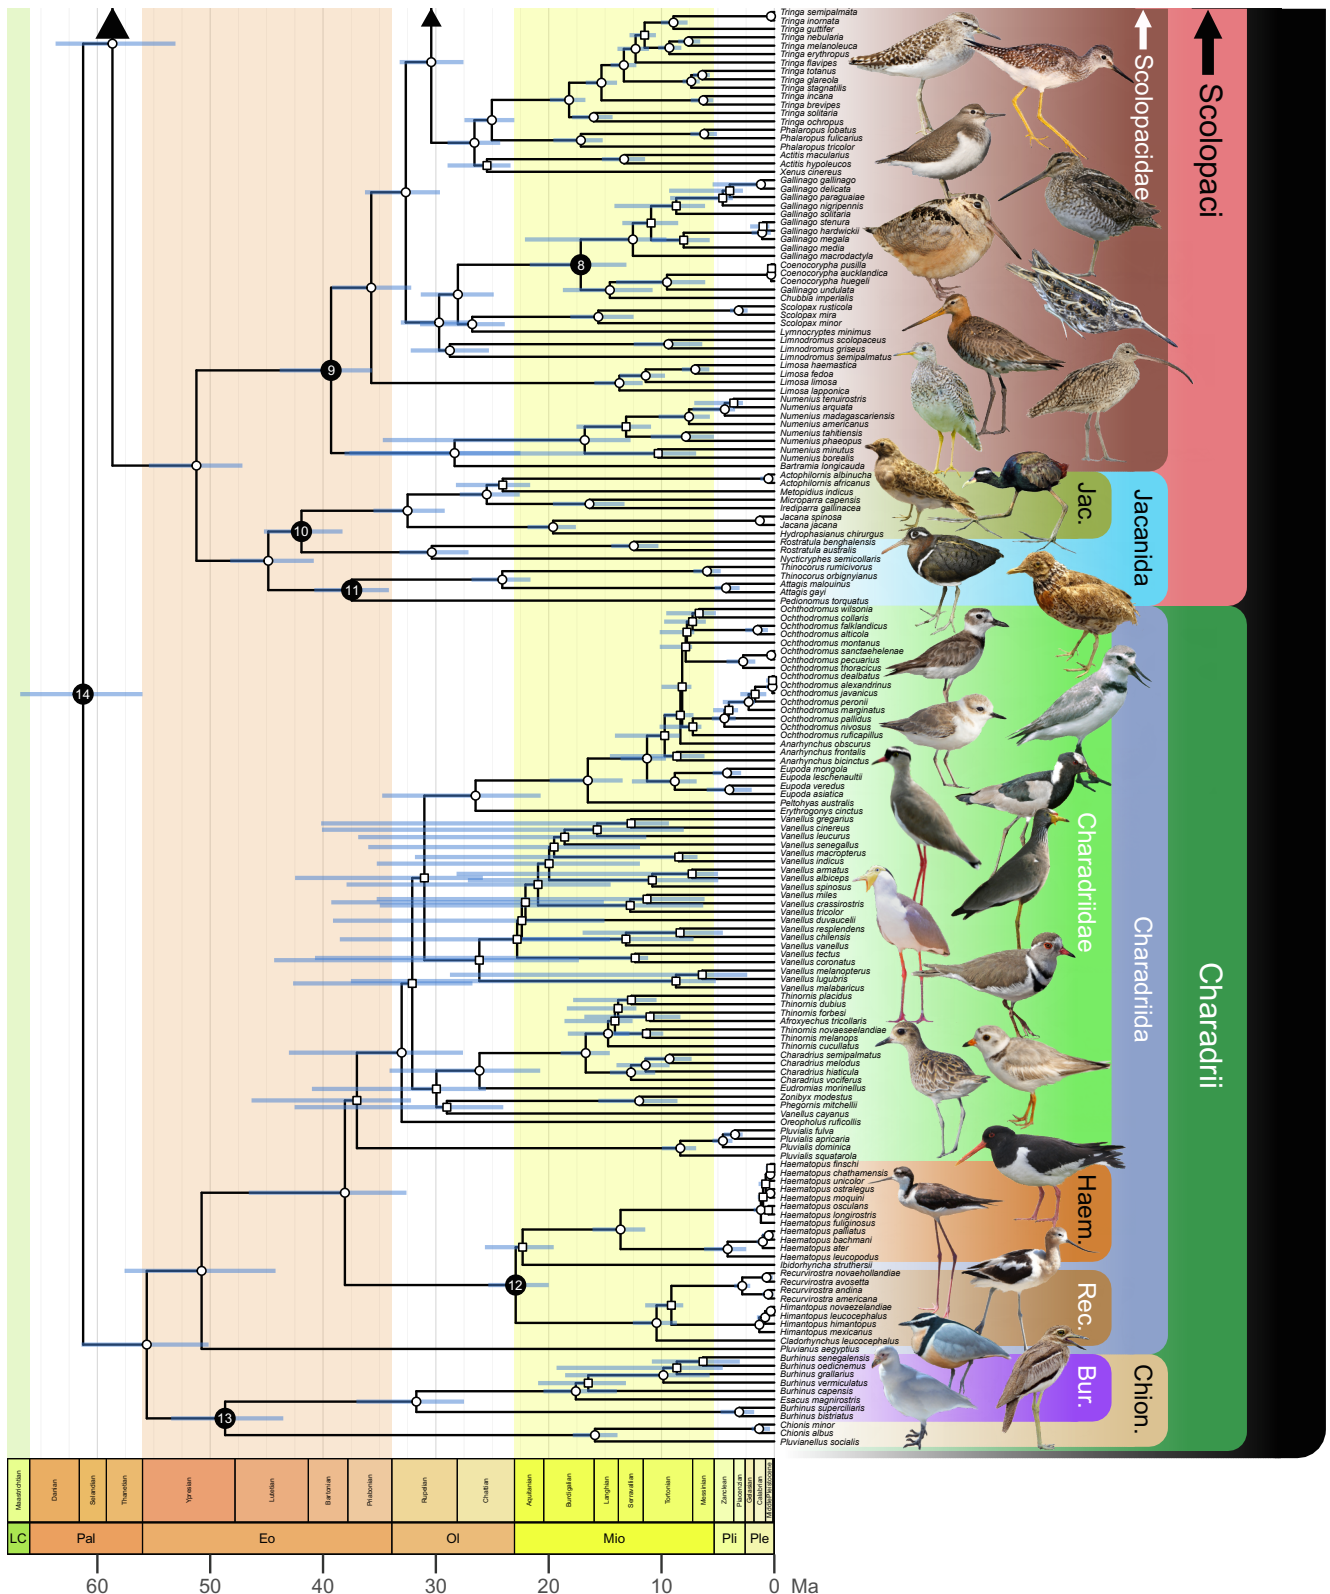 Tringa semipalmata
Tringa inornata
Tringa guttifer
Tringa nebularia
Tringa melanoleuca
Tringa erythropus
Tringa flavipes
Tringa totanus
Tringa glareola
Tringa stagnatilis
Tringa incana
Tringa brevipes
Tringa solitaria
Tringa ochropus
Phalaropus lobatus
Phalaropus fulicarius
Phalaropus tricolor
Actitis macularius
Actitis hypoleucos
Xenus cinereus
Gallinago gallinago
Gallinago delicata
Gallinago paraguaiae
Gallinago nigripennis
Gallinago solitaria
Gallinago stenura
Gallinago hardwickii
Gallinago megala
Gallinago media
Gallinago macrodactyla
Coenocorypha pusilla
Coenocorypha aucklandica
Coenocorypha huegeli
Gallinago undulata
Chubbia imperialis
Scolopax rusticola
Scolopax mira
Scolopax minor
Lymnocryptes minimus
Limnodromus scolopaceus
Limnodromus griseus
Limnodromus semipalmatus
Limosa haemastica
Limosa fedoa
Limosa limosa
Limosa lapponica
Numenius tenuirostris
Numenius arquata
Numenius madagascariensis
Numenius americanus
Numenius tahitiensis
Numenius phaeopus
Numenius minutus
Numenius borealis
Bartramia longicauda
Actophilornis albinucha
Actophilornis africanus
Metopidius indicus
Microparra capensis
Irediparra gallinacea
Jacana spinosa
Jacana jacana
Hydrophasianus chirurgus
Rostratula benghalensis
Rostratula australis
Nycticryphes semicollaris
Thinocorus rumicivorus
Thinocorus orbignyianus
Attagis malouinus
Attagis gayi
Pedionomus torquatus
Ochthodromus wilsonia
Ochthodromus collaris
Ochthodromus falklandicus
Ochthodromus alticola
Ochthodromus montanus
Ochthodromus sanctaehelenae
Ochthodromus pecuarius
Ochthodromus thoracicus
Ochthodromus dealbatus
Ochthodromus alexandrinus
Ochthodromus javanicus
Ochthodromus peronii
Ochthodromus marginatus
Ochthodromus pallidus
Ochthodromus nivosus
Ochthodromus ruficapillus
Anarhynchus obscurus
Anarhynchus frontalis
Anarhynchus bicinctus
Eupoda mongola
Eupoda leschenaultii
Eupoda veredus
Eupoda asiatica
Peltohyas australis
Erythrogonys cinctus
Vanellus gregarius
Vanellus cinereus
Vanellus leucurus
Vanellus senegallus
Vanellus macropterus
Vanellus indicus
Vanellus armatus
Vanellus albiceps
Vanellus spinosus
Vanellus miles
Vanellus crassirostris
Vanellus tricolor
Vanellus duvaucelii
Vanellus resplendens
Vanellus chilensis
Vanellus vanellus
Vanellus tectus
Vanellus coronatus
Vanellus melanopterus
Vanellus lugubris
Vanellus malabaricus
Thinornis placidus
Thinornis dubius
Thinornis forbesi
Afroxyechus tricollaris
Thinornis novaeseelandiae
Thinornis melanops
Thinornis cucullatus
Charadrius semipalmatus
Charadrius melodus
Charadrius hiaticula
Charadrius vociferus
Eudromias morinellus
Zonibyx modestus
Phegornis mitchellii
Vanellus cayanus
Oreopholus ruficollis
Pluvialis fulva
Pluvialis apricaria
Pluvialis dominica
Pluvialis squatarola
Haematopus finschi
Haematopus chathamensis
Haematopus unicolor
Haematopus ostralegus
Haematopus moquini
Haematopus osculans
Haematopus longirostris
Haematopus fuliginosus
Haematopus palliatus
Haematopus bachmani
Haematopus ater
Haematopus leucopodus
Ibidorhyncha struthersii
Recurvirostra novaehollandiae
Recurvirostra avosetta
Recurvirostra andina
Recurvirostra americana
Himantopus novaezelandiae
Himantopus leucocephalus
Himantopus himantopus
Himantopus mexicanus
Cladorhynchus leucocephalus
Pluvianus aegyptius
Burhinus senegalensis
Burhinus oedicnemus
Burhinus grallarius
Burhinus vermiculatus
Burhinus capensis
Esacus magnirostris
Burhinus superciliaris
Burhinus bistriatus
Chionis minor
Chionis albus
Pluvianellus socialis
8
9
10
11
14
12
13
Scolopacidae
Scolopaci
Jac.
Jacanida
Charadriidae
Charadriida
Charadrii
Haem.
Rec.
Bur.
Chion.
Maastrichtian
Danian
Selandian
Thanetian
Ypresian
Lutetian
Bartonian
Priabonian
Rupelian
Chattian
Aquitanian
Burdigalian
Langhian
Serravallian
Tortonian
Messinian
Zanclean
Piacenzian
Gelasian
Calabrian
LC Pal Eo Ol Mio Pli Ple
60 50 40 30 20 10 0 Ma